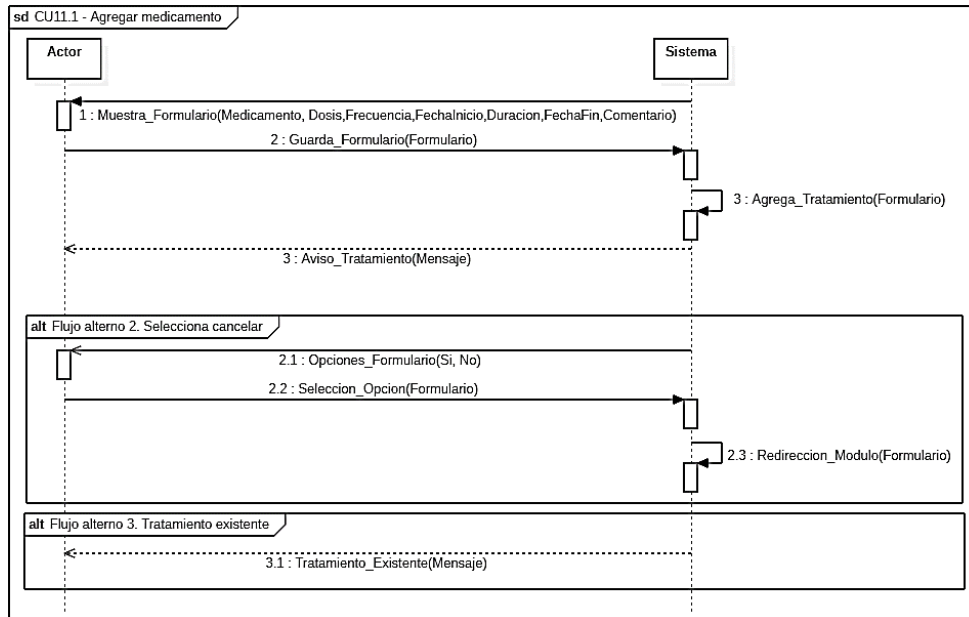 sd CU11.1 - Agregar medicamento
Actor
Sistema
1 : Muestra_Formulario(Medicamento, Dosis,Frecuencia,FechaInicio,Duracion,FechaFin,Comentario)
2 : Guarda_Formulario(Formulario)
3 : Agrega_Tratamiento(Formulario)
3 : Aviso_Tratamiento(Mensaje)
alt Flujo alterno 2. Selecciona cancelar
2.1 : Opciones_Formulario(Si, No)
2.2 : Seleccion_Opcion(Formulario)
2.3 : Redireccion_Modulo(Formulario)
alt Flujo alterno 3. Tratamiento existente
3.1 : Tratamiento_Existente(Mensaje)